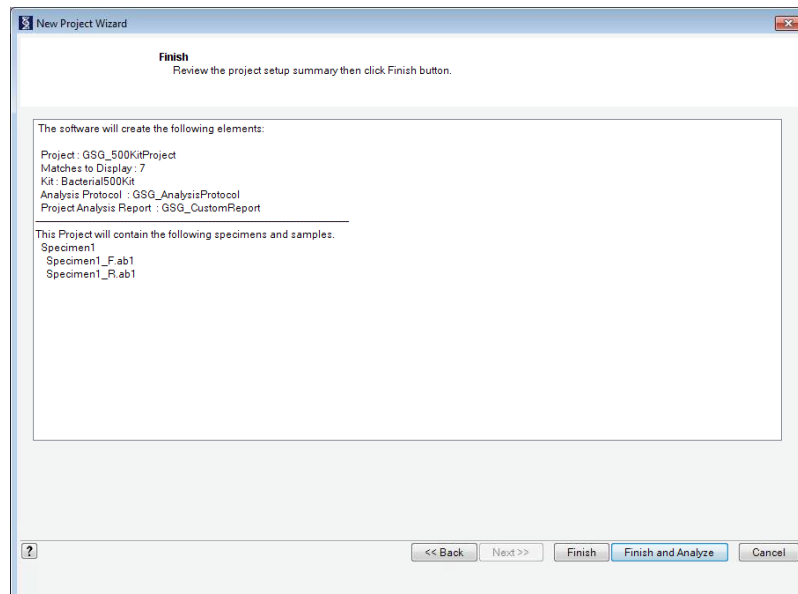 New Project Wizard
Finish
Review the project setup summary then click Finish button.
The software will create the following elements:
Project : GSG_500KitProject
Matches to Display : 7
Kit : Bacterial500Kit
Analysis Protocol : GSG_AnalysisProtocol
Project Analysis Report : GSG_CustomReport
This Project will contain the following specimens and samples.
Specimen1
Specimen1_F.ab1
Specimen1_R.ab1
? << Back Next >> Finish Finish and Analyze Cancel